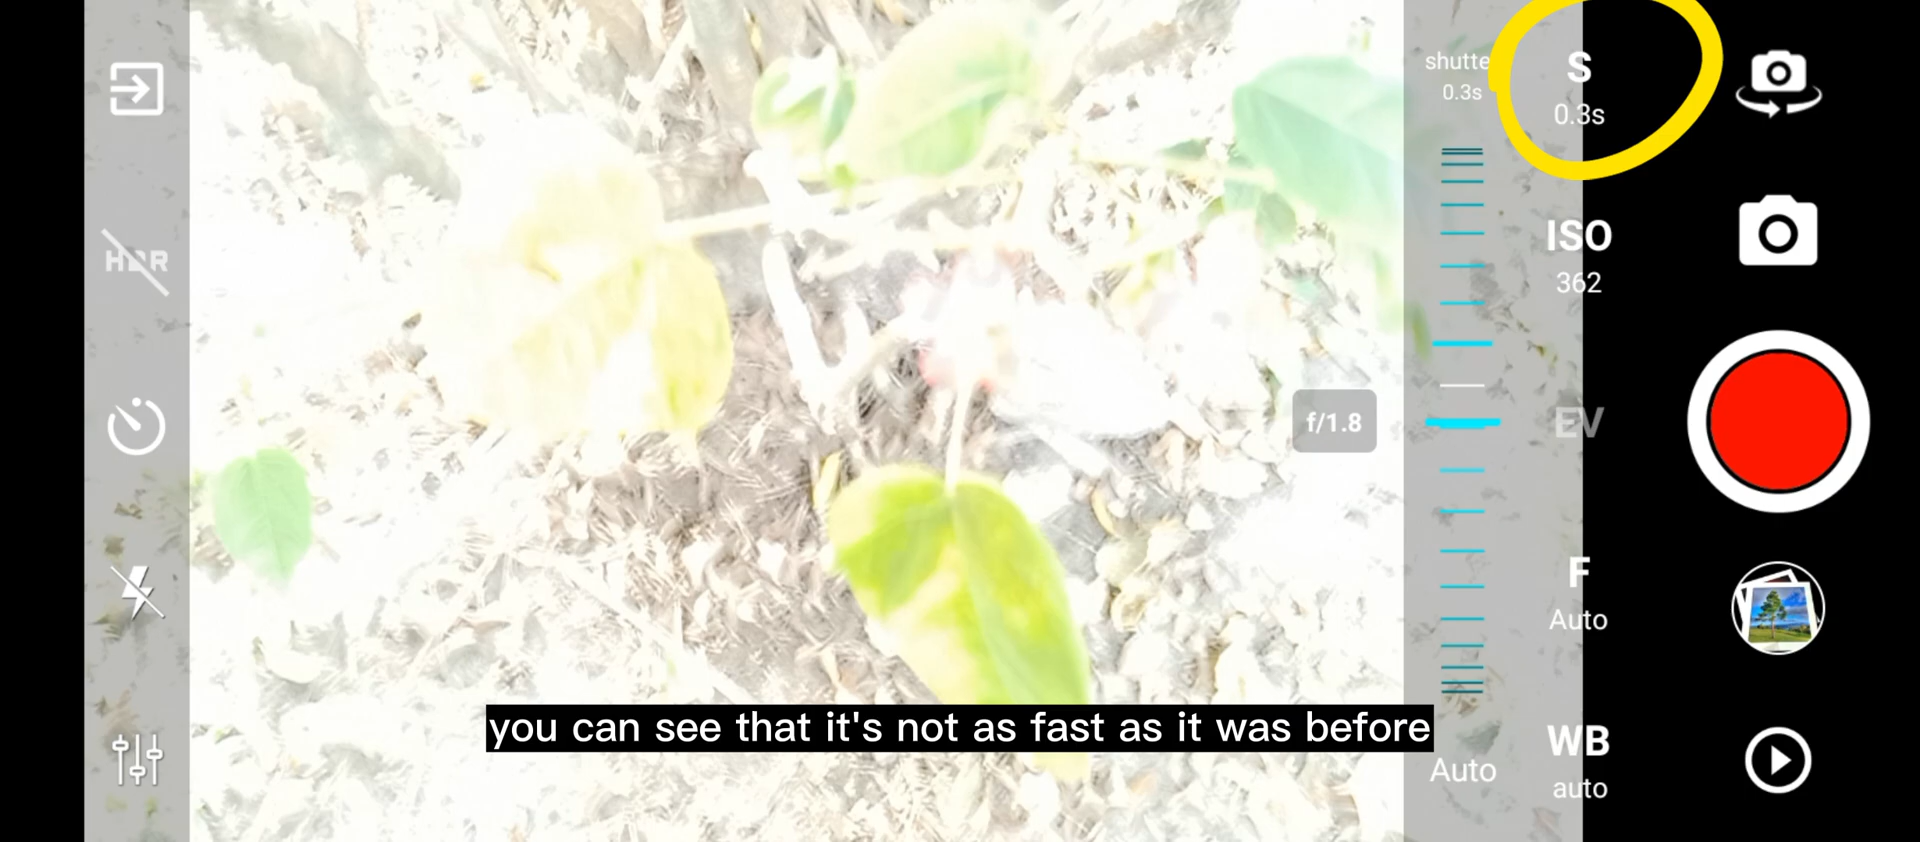 shutte
0.3s
S
0.3s
HDR
ISO
362
f/1.8
EV
F
Auto
you can see that it's not as fast as it was before
Auto
WB
auto